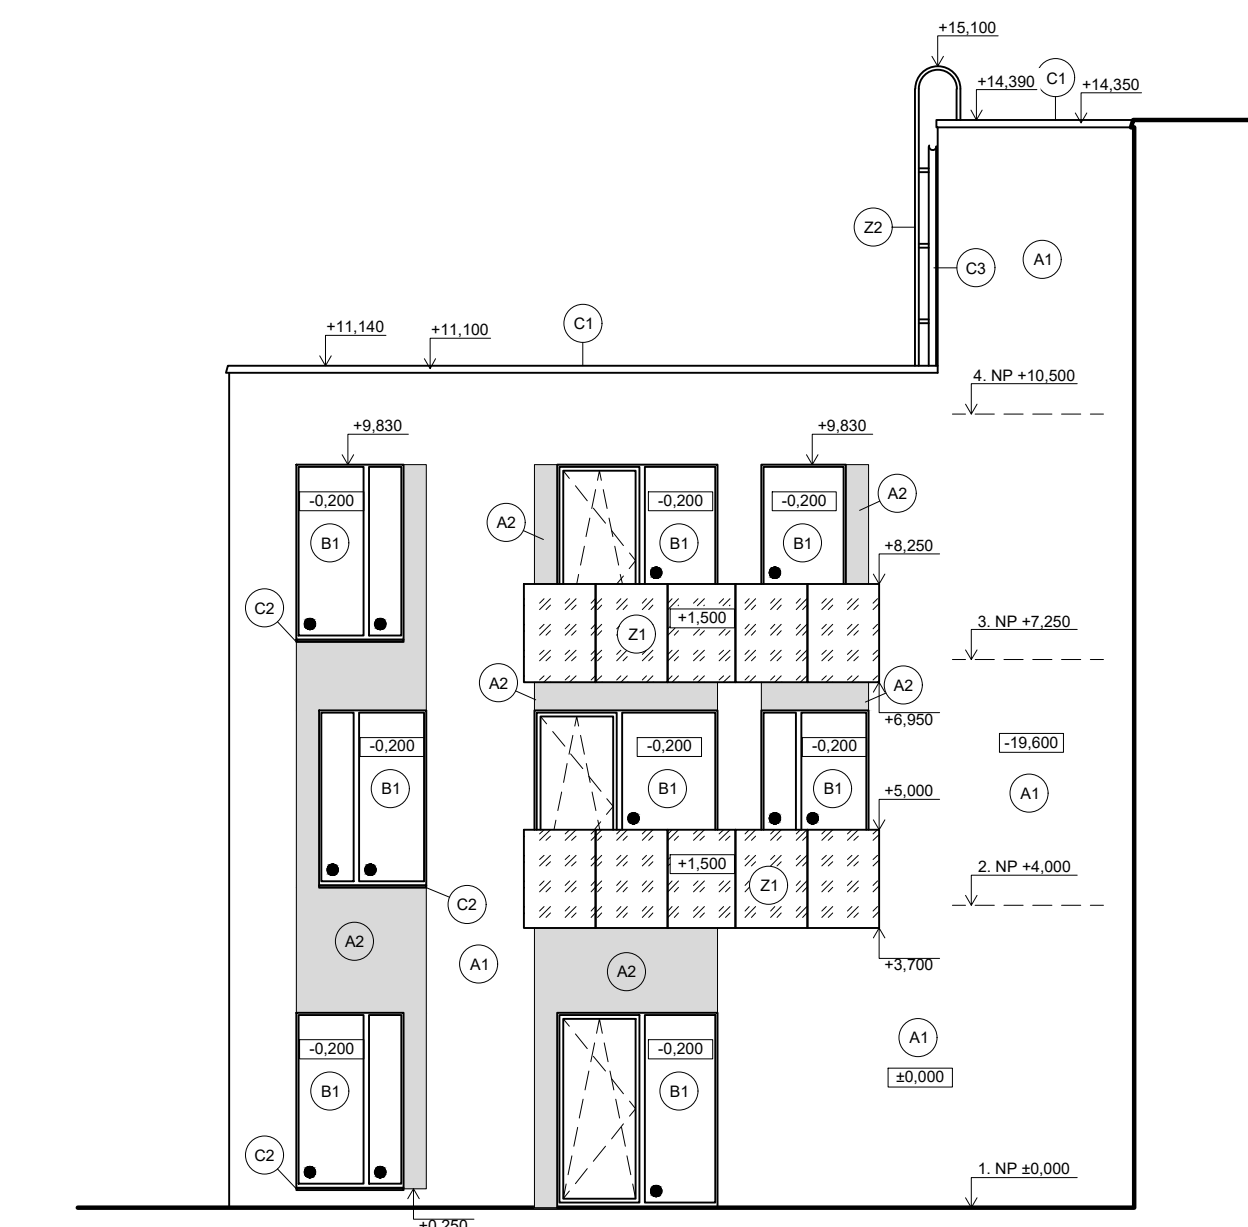 +15,100
+14,390
C1
+14,350
Z2
C3
A1
+11,140
+11,100
C1
4. NP +10,500
+9,830
+9,830
-0,200
-0,200
-0,200
A2
A2
B1
B1
B1
+8,250
C2
+1,500
Z1
3. NP +7,250
A2
A2
+6,950
-0,200
-0,200
-0,200
-19,600
B1
B1
B1
+5,000
A1
+1,500
Z1
2. NP +4,000
C2
A2
A1
A2
+3,700
A1
-0,200
-0,200
±0,000
B1
B1
C2
1. NP ±0,000
+0,250